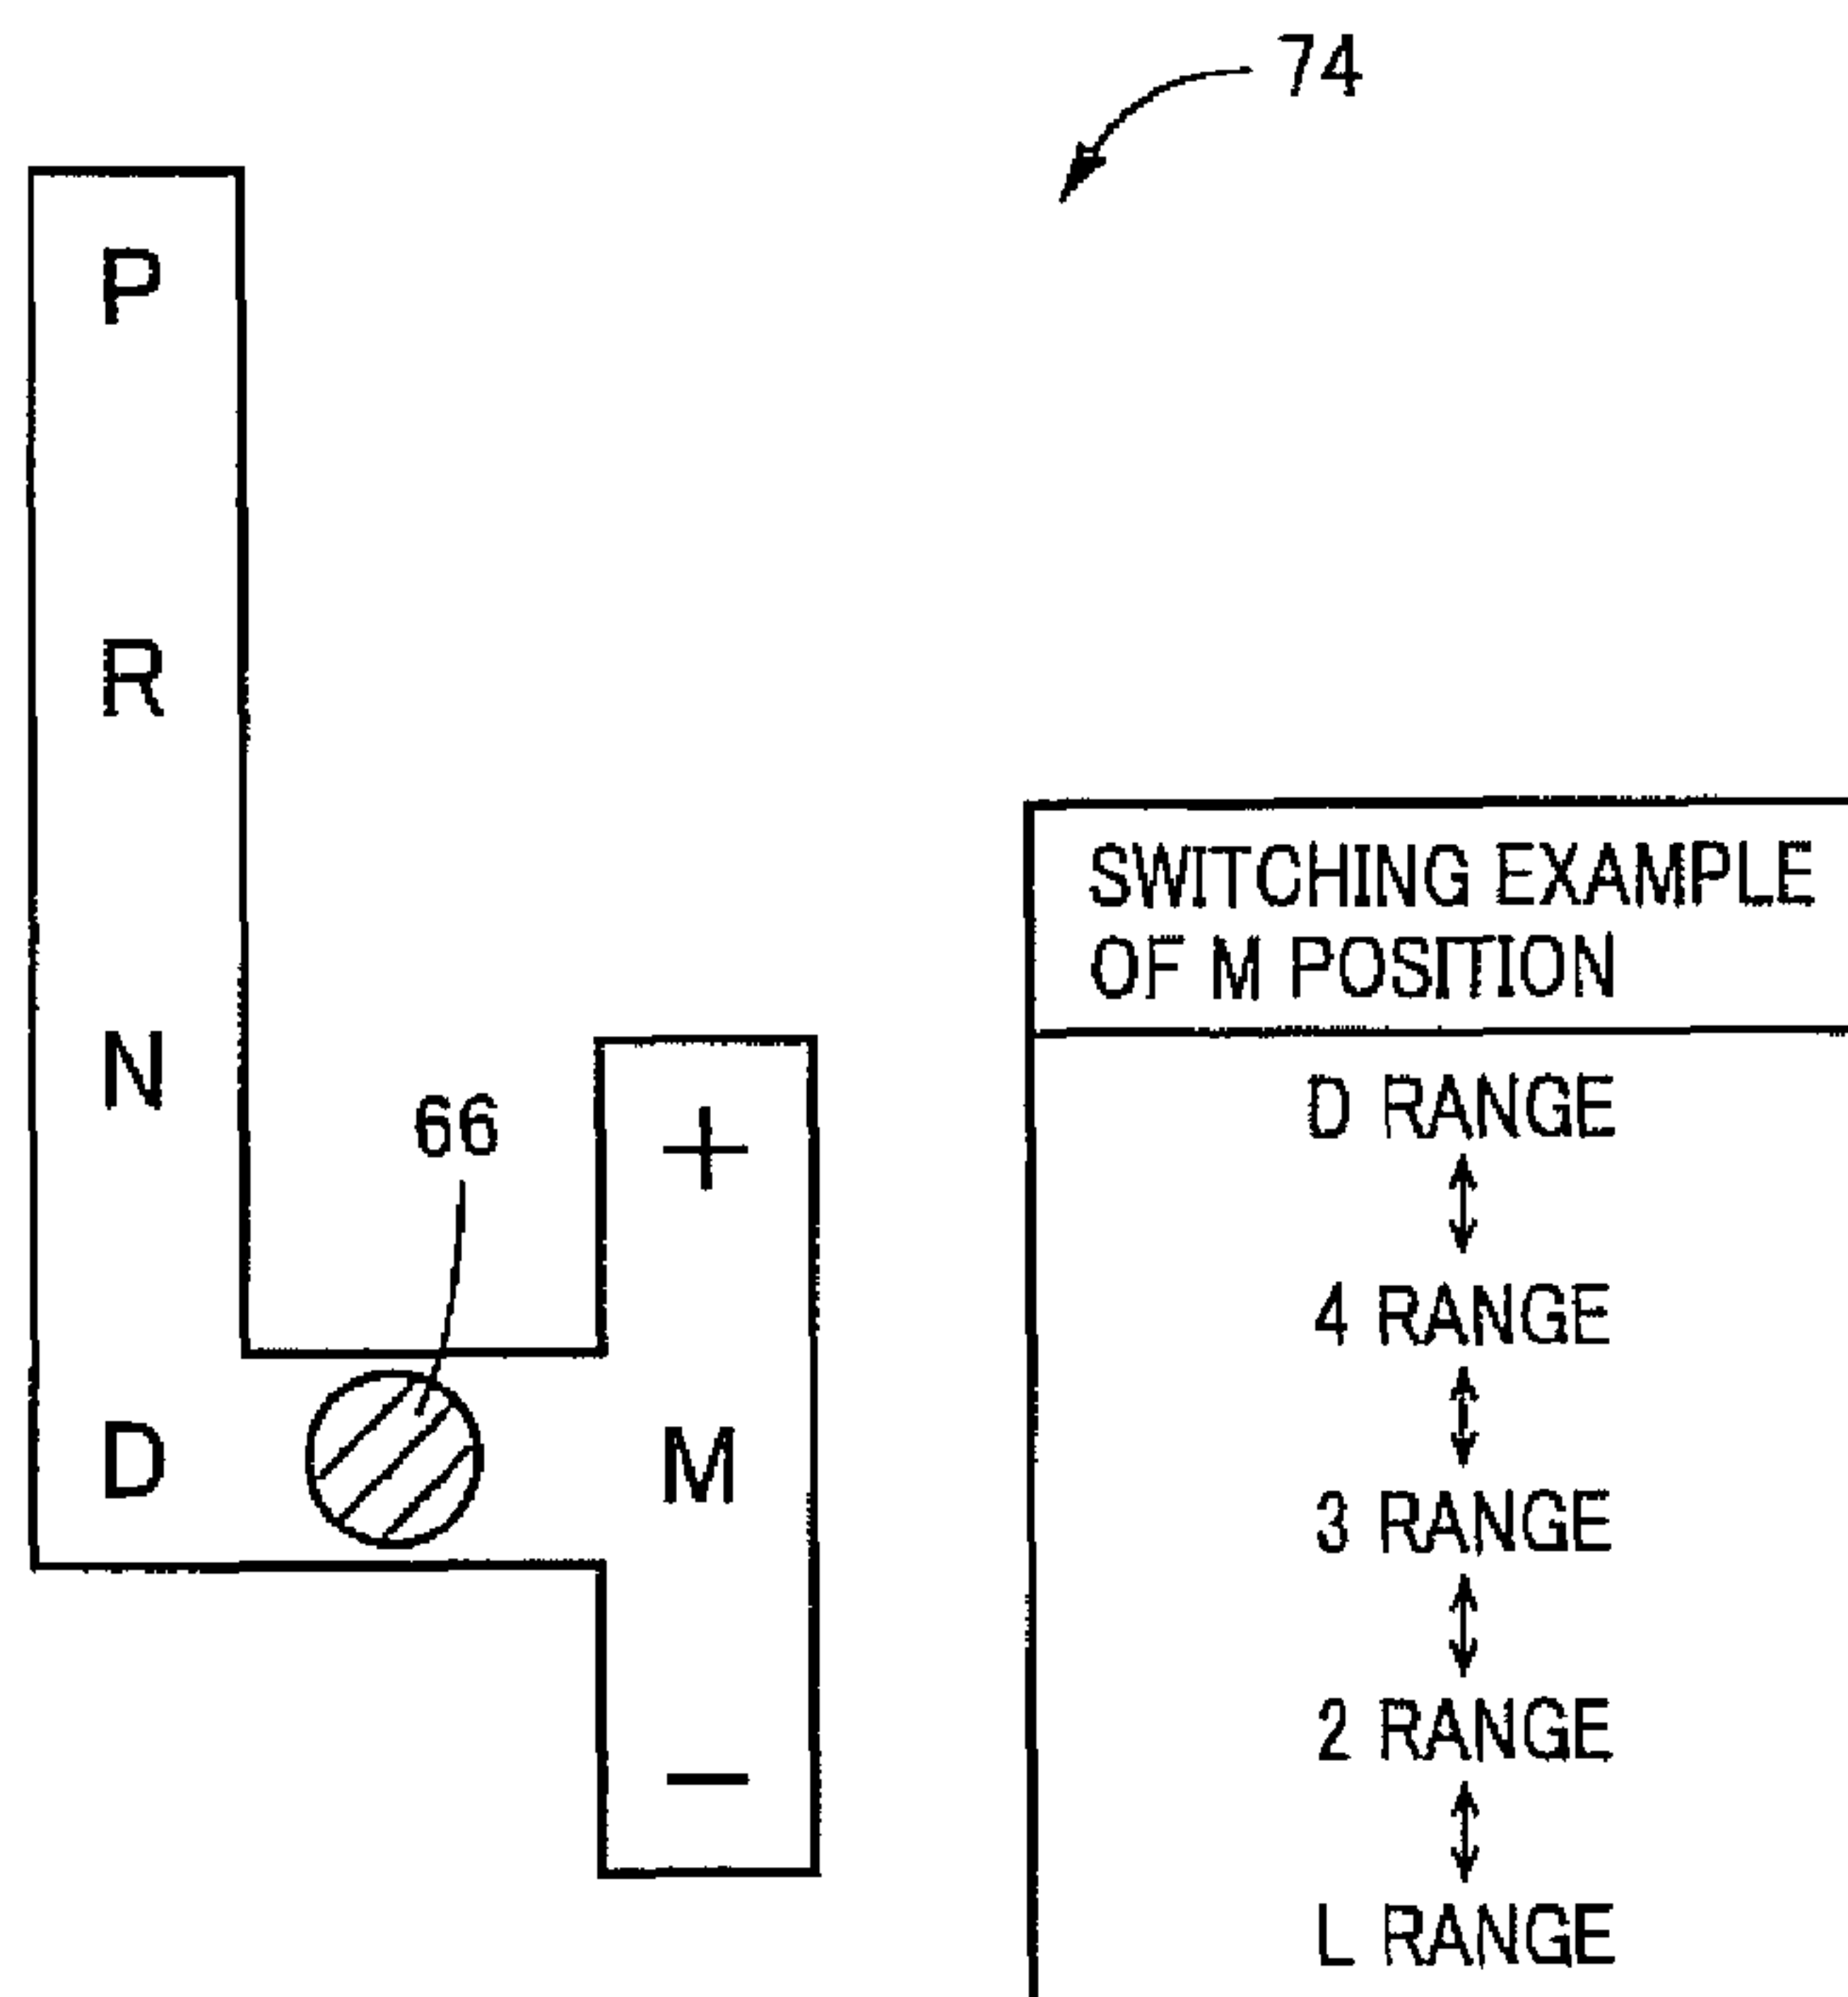 74
P
R
N
D
66
+
M
−
SWITCHING EXAMPLE
OF M POSITION
D RANGE
4 RANGE
3 RANGE
2 RANGE
L RANGE